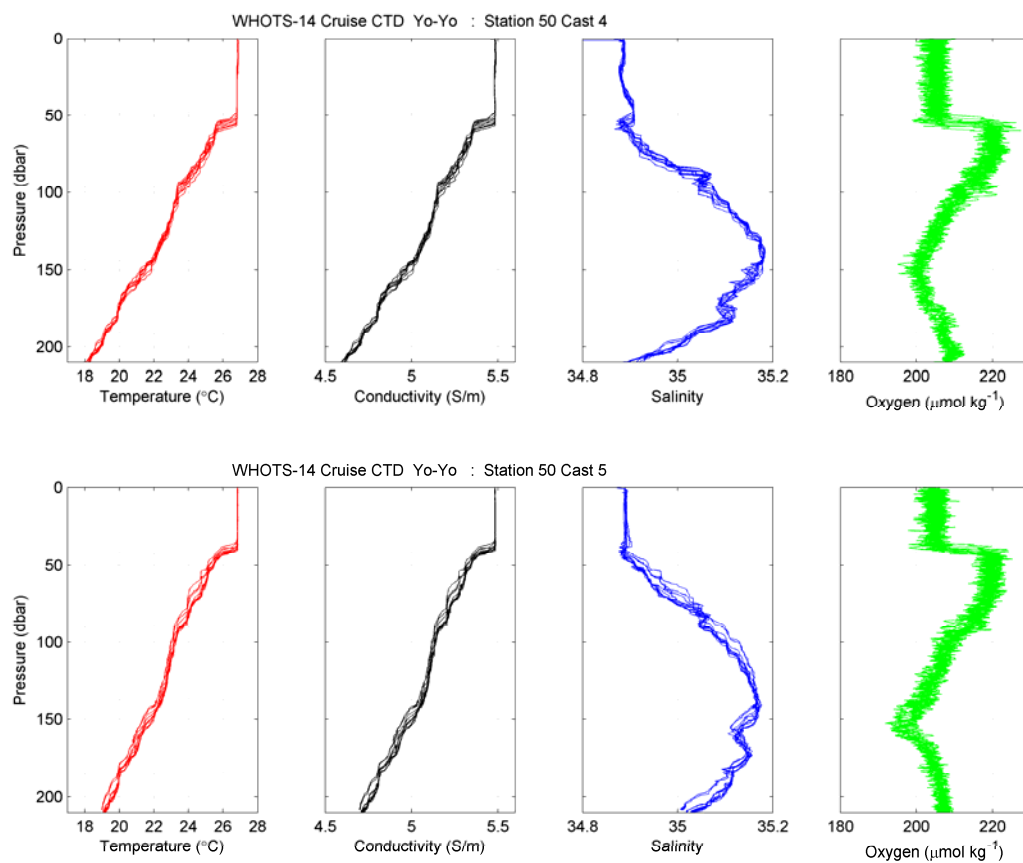 WHOTS-14 Cruise CTD Yo-Yo : Station 50 Cast 4
0
50
100
150
200
Pressure (dbar)
18 20 22 24 26 28
Temperature (°C)
4.5 5 5.5
Conductivity (S/m)
34.8 35 35.2
Salinity
180 200 220
Oxygen (μmol kg⁻¹)
WHOTS-14 Cruise CTD Yo-Yo : Station 50 Cast 5
0
50
100
150
200
Pressure (dbar)
18 20 22 24 26 28
Temperature (°C)
4.5 5 5.5
Conductivity (S/m)
34.8 35 35.2
Salinity
180 200 220
Oxygen (μmol kg⁻¹)